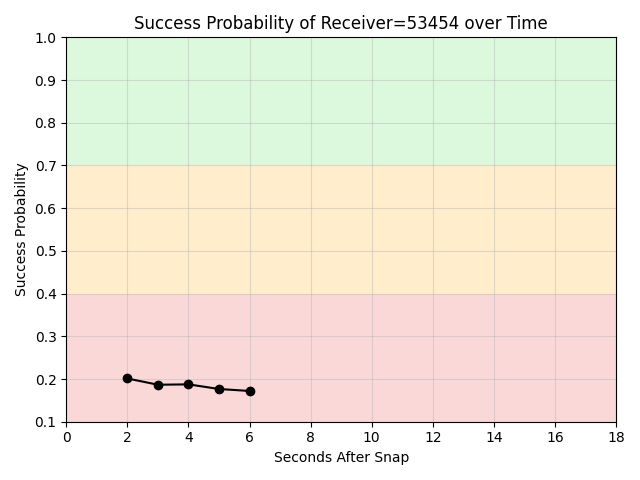 Success Probability of Receiver=53454 over Time
1.0
0.9
0.8
0.7
0.6
0.5
0.4
0.3
0.2
0.1
Success Probability
0 2 4 6 8 10 12 14 16 18
Seconds After Snap